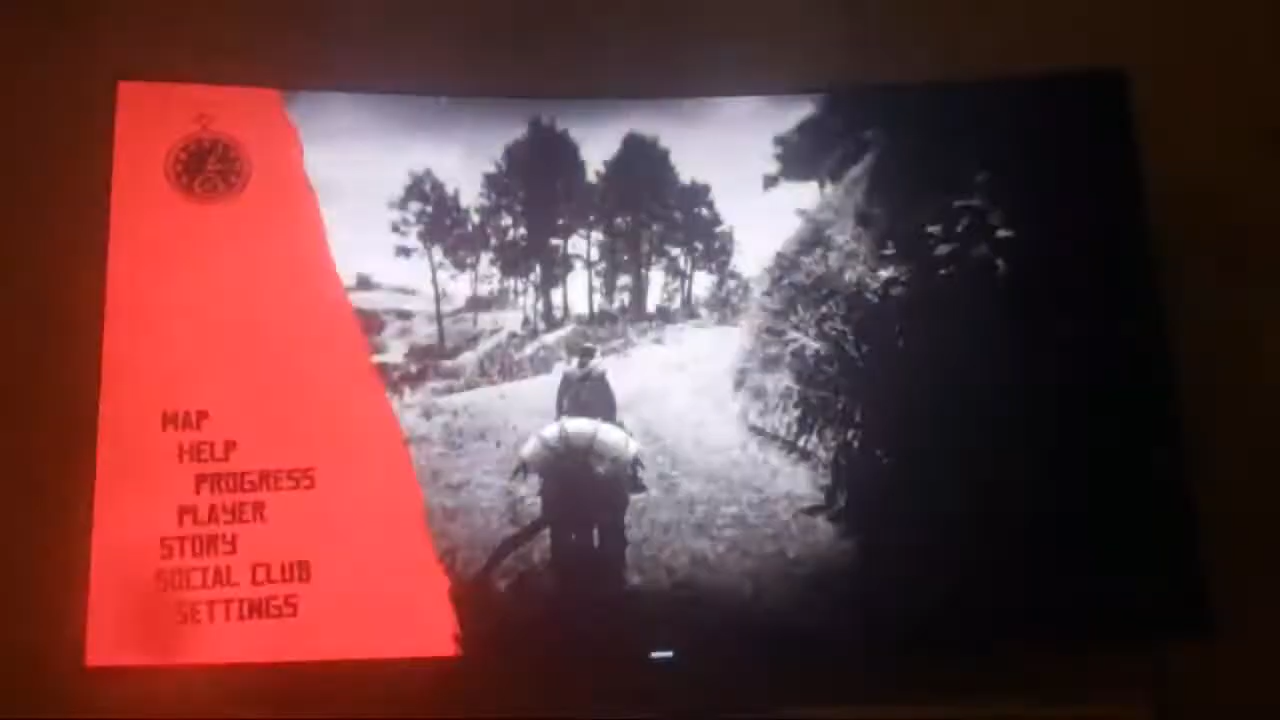 MAP
HELP
PROGRESS
PLAYER
STORY
SOCIAL CLUB
SETTINGS